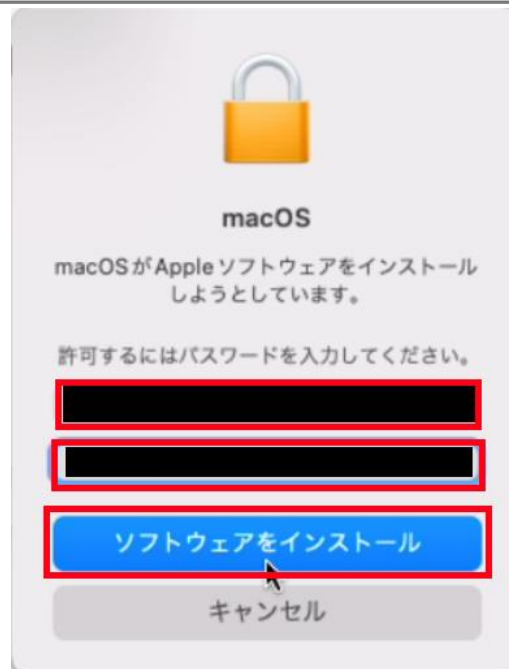 macOS
macOSがAppleソフトウェアをインストール
しようとしています。
許可するにはパスワードを入力してください。
ソフトウェアをインストール
キャンセル